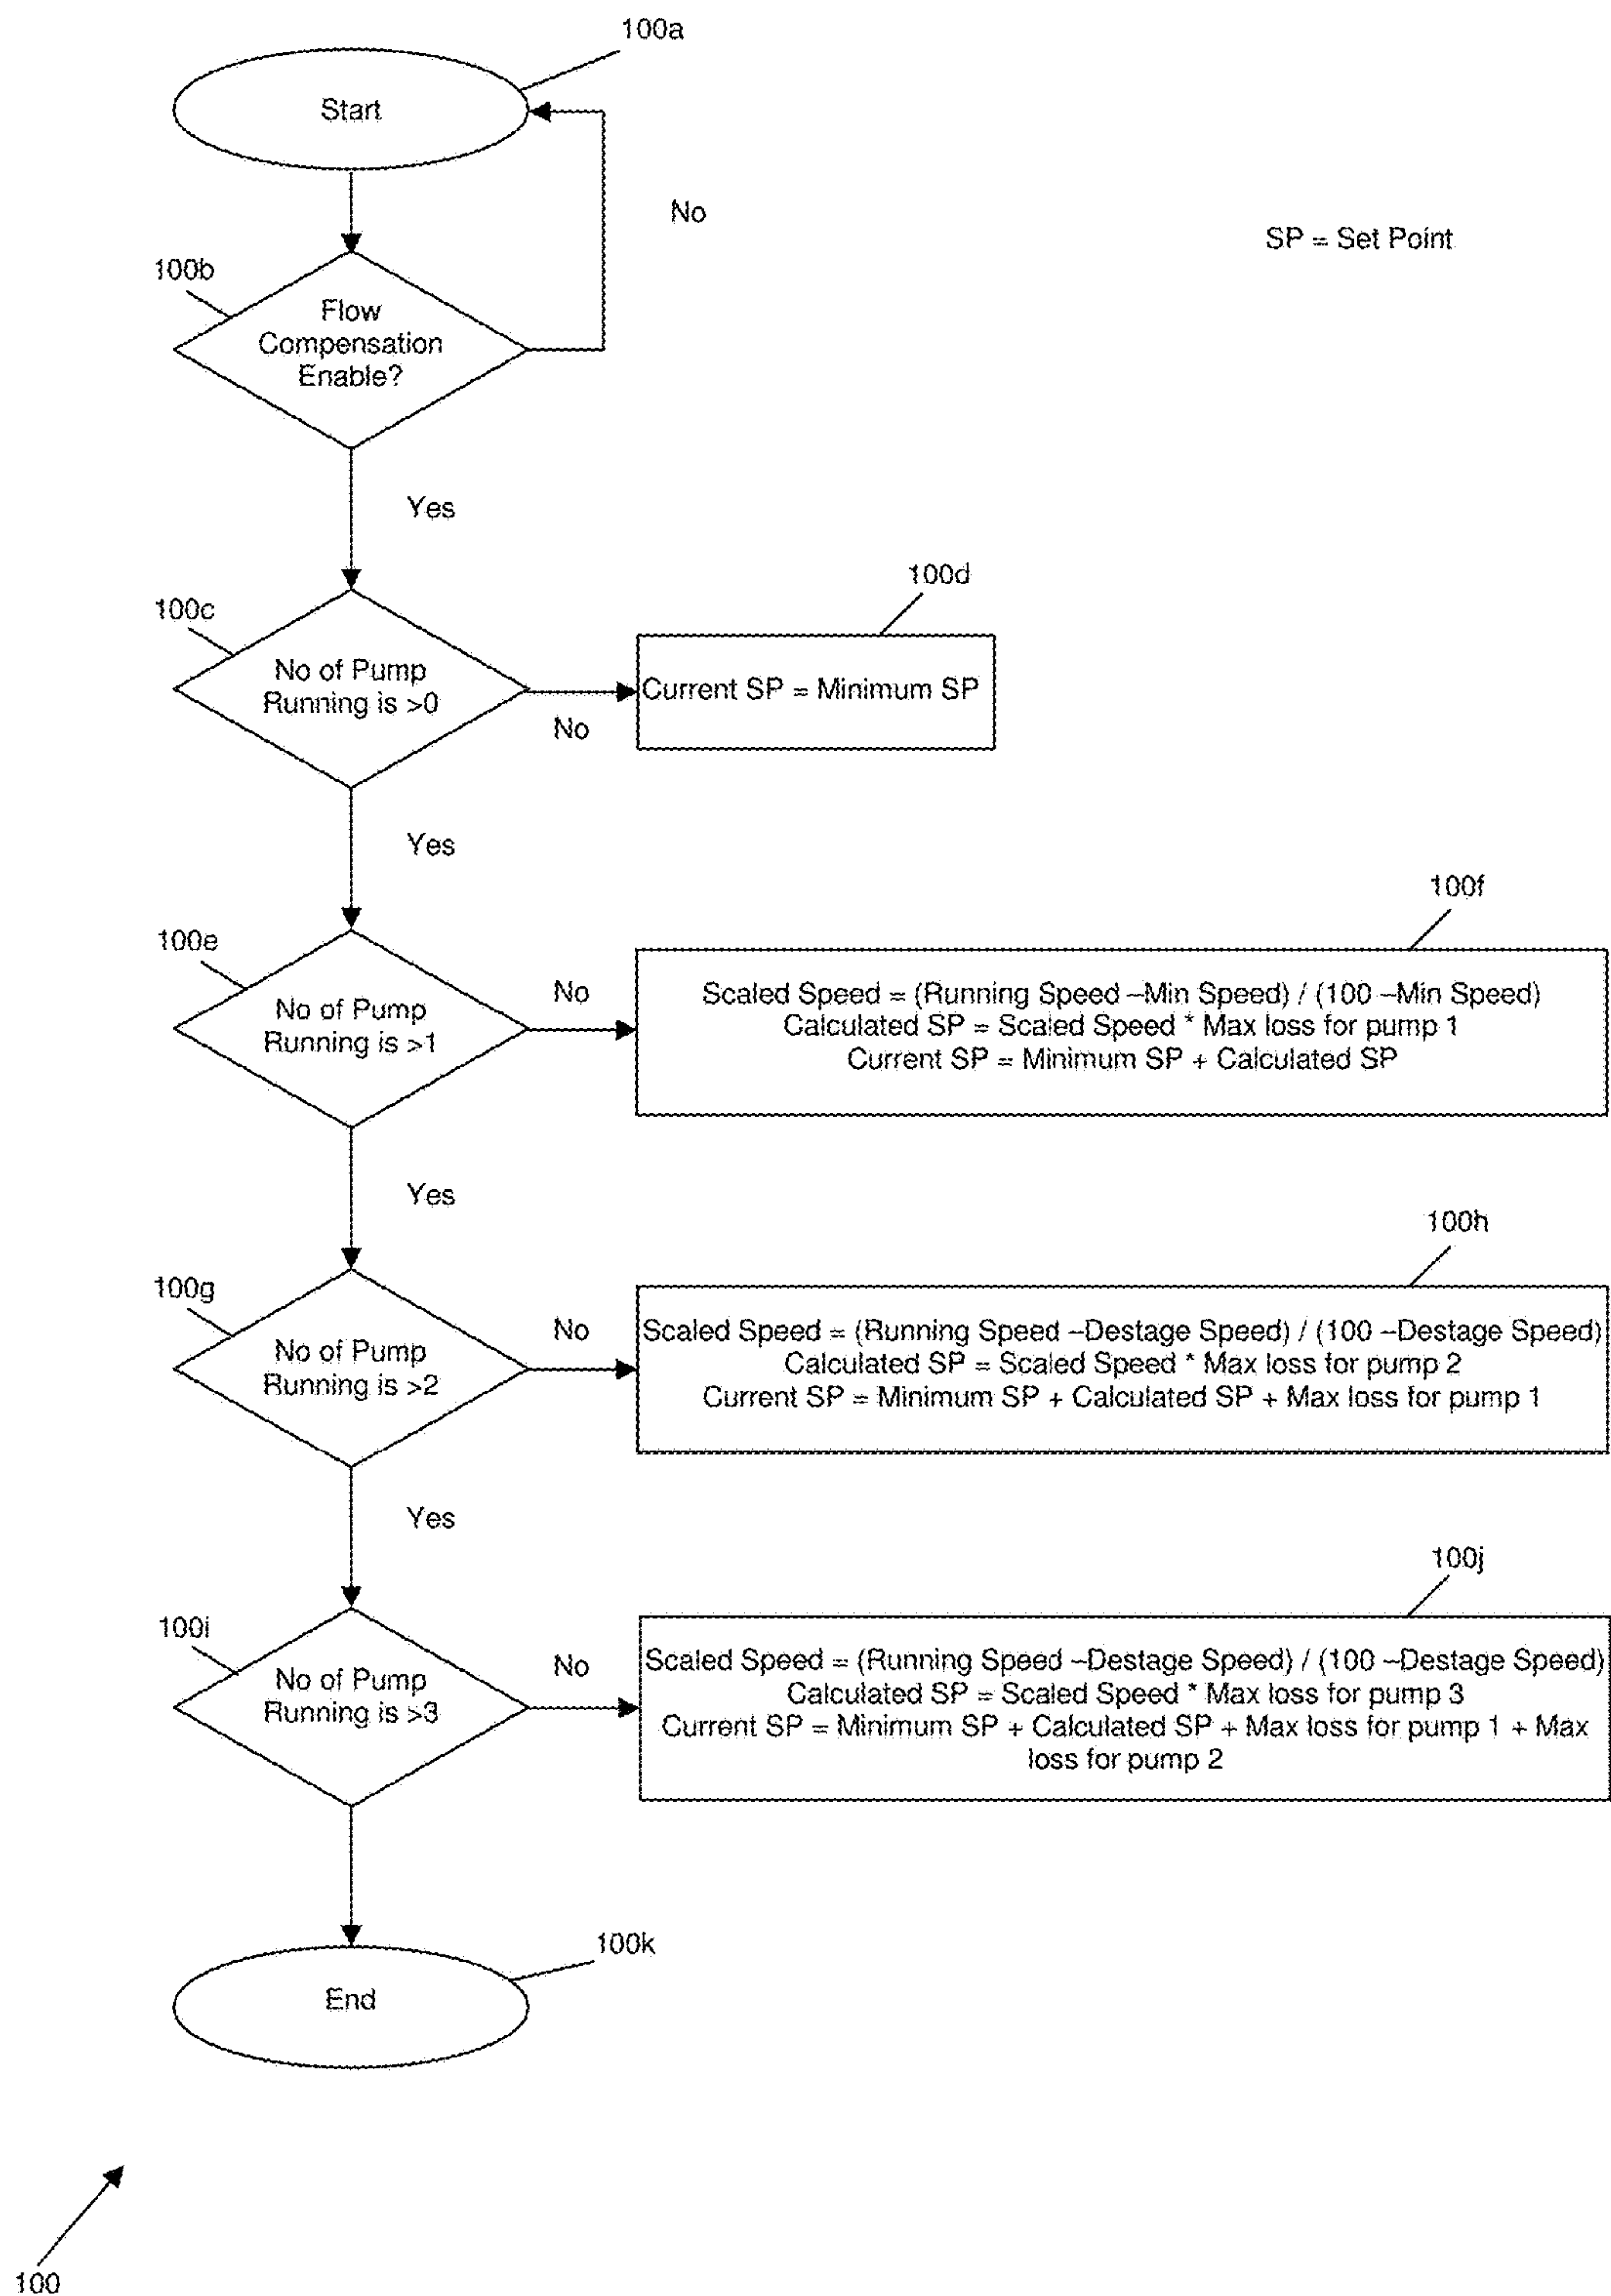 100a
Start
No
SP = Set Point
100b
Flow
Compensation
Enable?
Yes
100d
100c
No of Pump
Running is >0
Current SP = Minimum SP
No
Yes
100f
100e
No of Pump
Running is >1
No
Scaled Speed = (Running Speed –Min Speed) / (100 –Min Speed)
Calculated SP = Scaled Speed * Max loss for pump 1
Current SP = Minimum SP + Calculated SP
Yes
100h
100g
No of Pump
Running is >2
No
Scaled Speed = (Running Speed –Destage Speed) / (100 –Destage Speed)
Calculated SP = Scaled Speed * Max loss for pump 2
Current SP = Minimum SP + Calculated SP + Max loss for pump 1
Yes
100j
100i
No of Pump
Running is >3
No
Scaled Speed = (Running Speed –Destage Speed) / (100 –Destage Speed)
Calculated SP = Scaled Speed * Max loss for pump 3
Current SP = Minimum SP + Calculated SP + Max loss for pump 1 + Max
loss for pump 2
100k
End
100